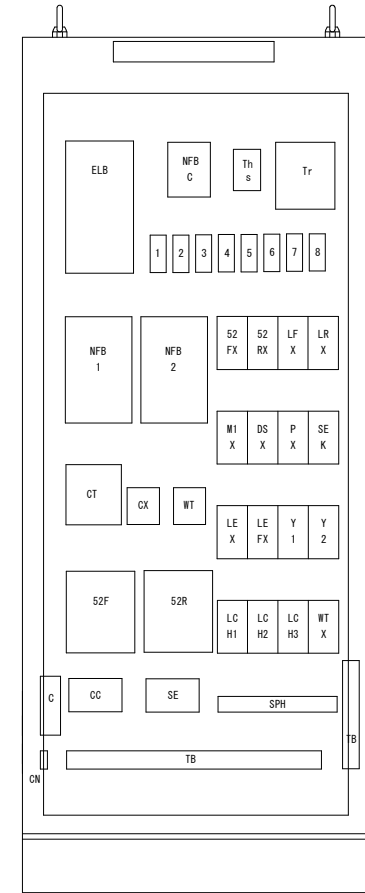 ELB
NFB
C
Th
s
Tr
1 2 3 4 5 6 7 8
NFB
1
NFB
2
52
FX
52
RX
LF
X
LR
X
M1
X
DS
X
P
X
SE
K
CT
CX
WT
LE
X
LE
FX
Y
1
Y
2
52F
52R
LC
H1
LC
H2
LC
H3
WT
X
C
CC
SE
SPH
TB
CN
TB